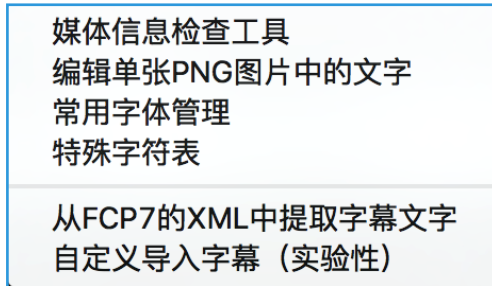 媒体信息检查工具
编辑单张PNG图片中的文字
常用字体管理
特殊字符表
从FCP7的XML中提取字幕文字
自定义导入字幕（实验性）